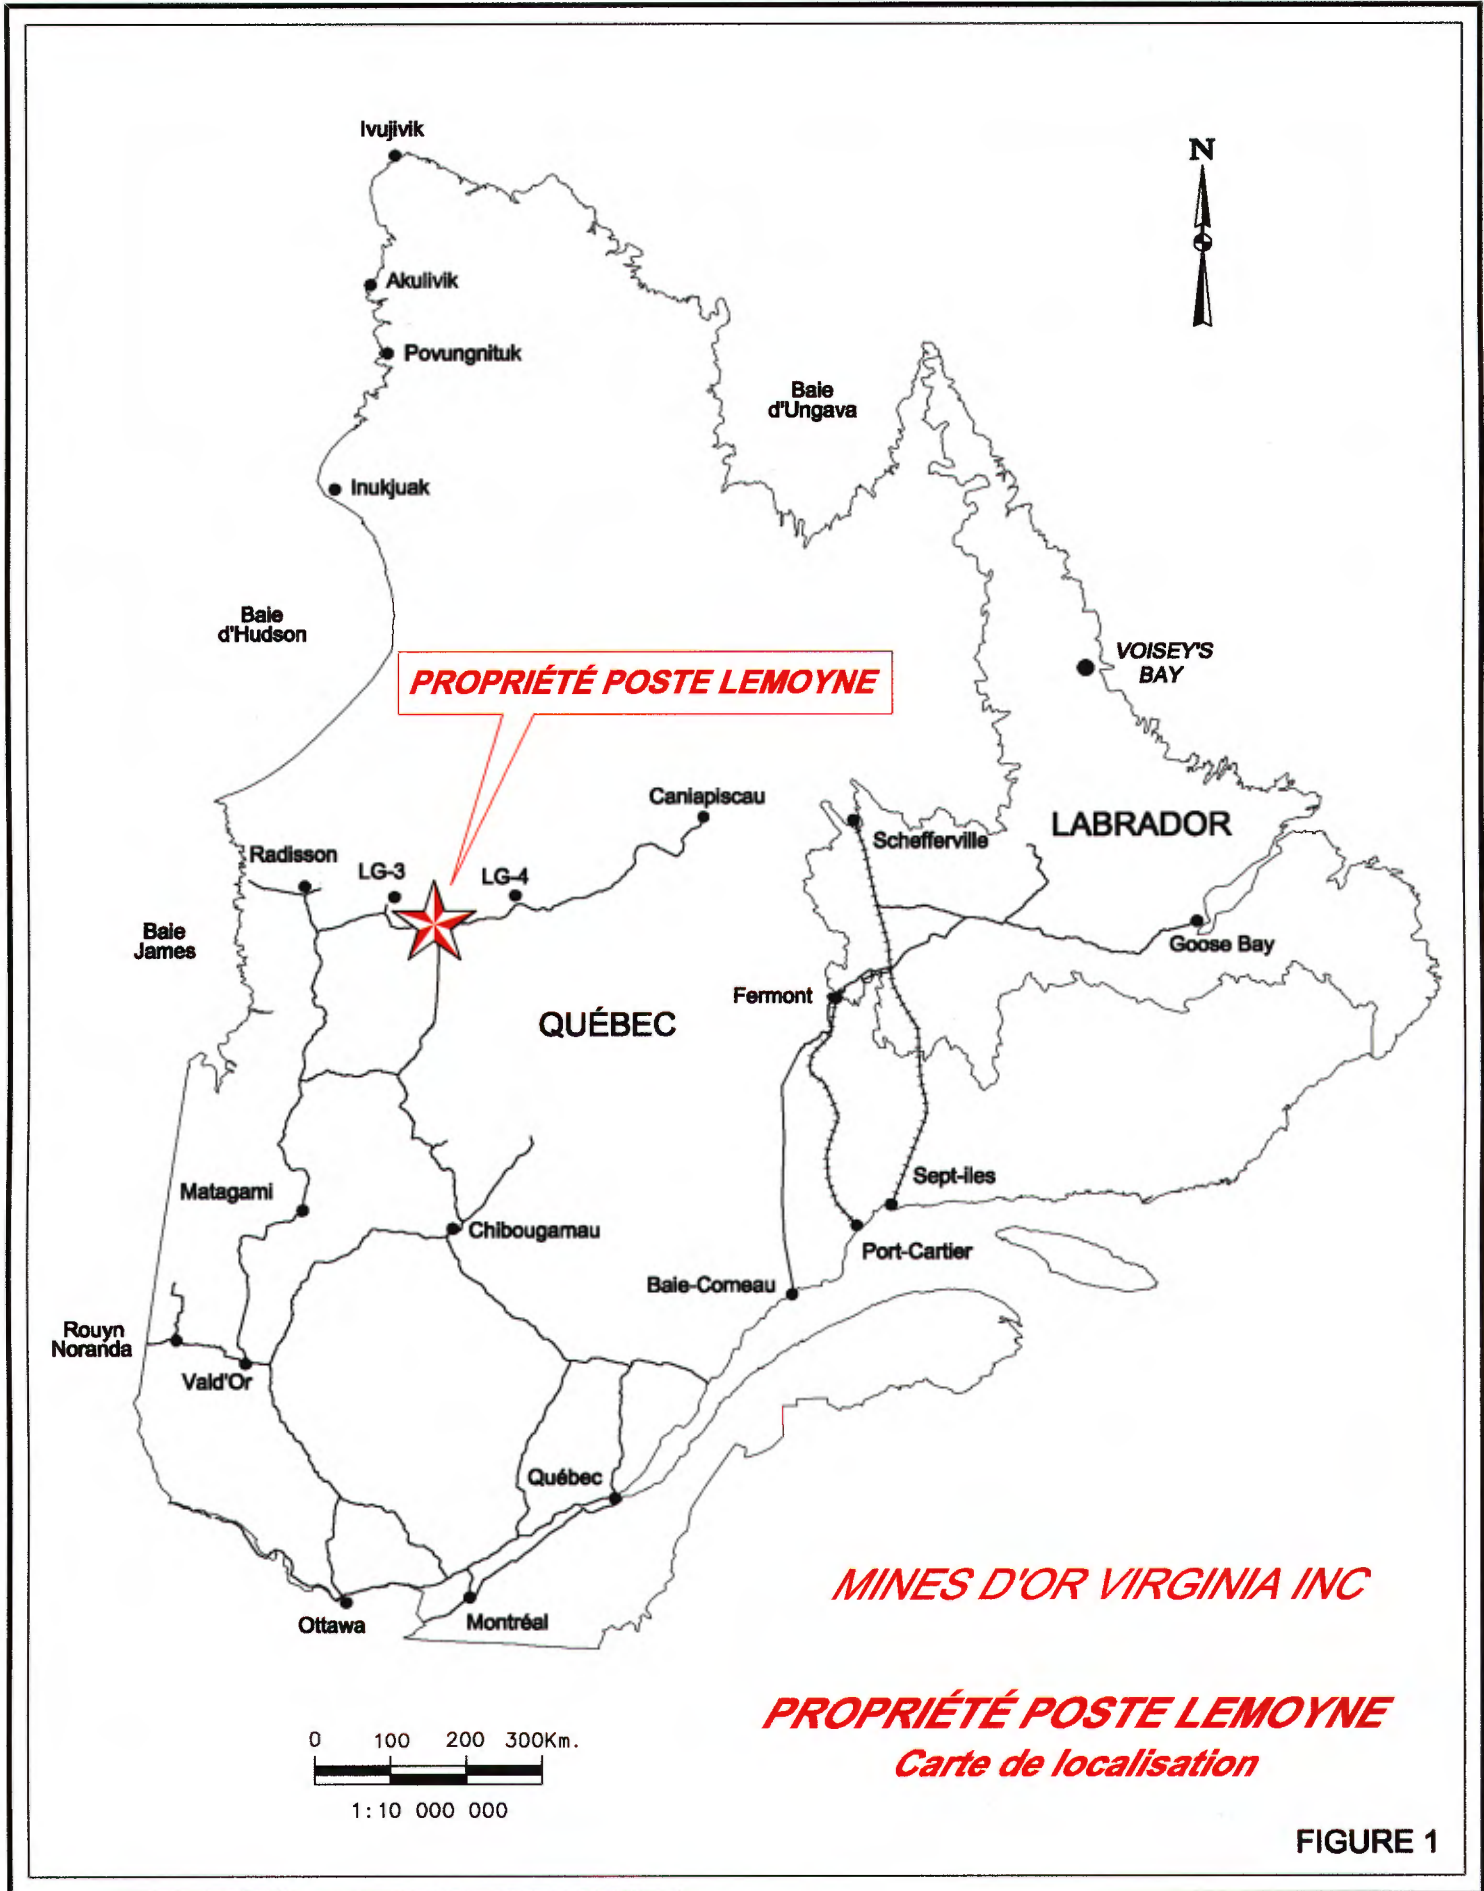 Ivujivik
N
Akulivik
Povungnituk
Baie
d'Ungava
Inukjuak
Baie
d'Hudson
VOISEY'S
BAY
PROPRIÉTÉ POSTE LEMOYNE
Caniapiscau
LABRADOR
Schefferville
Radisson
LG-3
LG-4
Baie
James
Goose Bay
Fermont
QUÉBEC
Sept-iles
Matagami
Chibougamau
Port-Cartier
Baie-Comeau
Rouyn
Noranda
Vald'Or
Québec
MINES D'OR VIRGINIA INC
Ottawa
Montréal
PROPRIÉTÉ POSTE LEMOYNE
Carte de localisation
0 100 200 300Km.
1:10 000 000
FIGURE 1